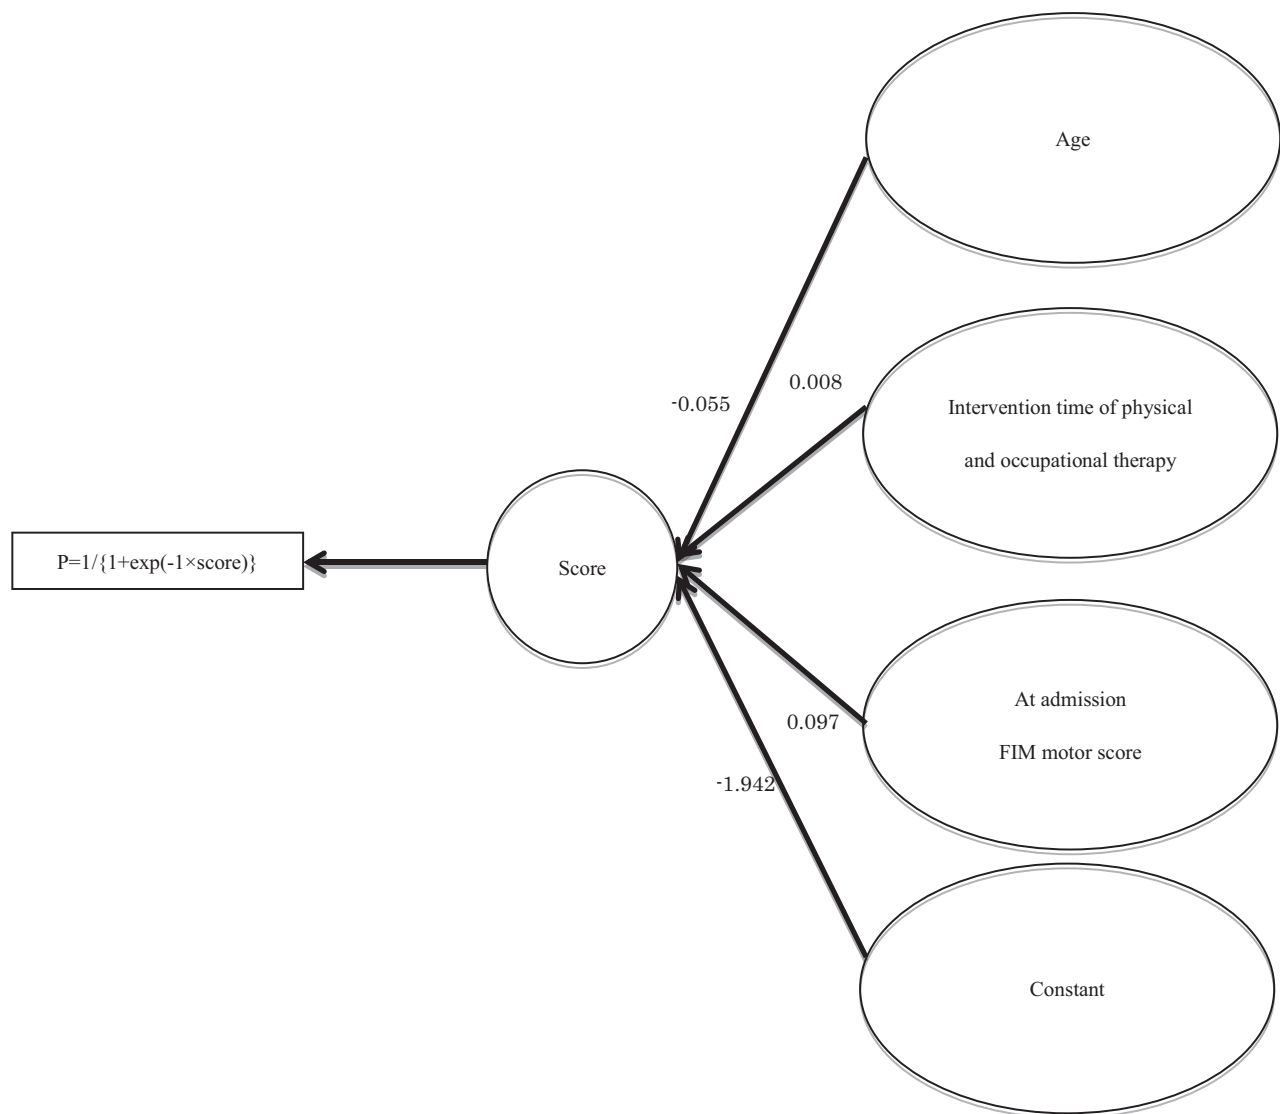 Age
0.008
-0.055
Intervention time of physical
and occupational therapy
P=1/{1+exp(-1×score)}
Score
At admission
FIM motor score
0.097
-1.942
Constant